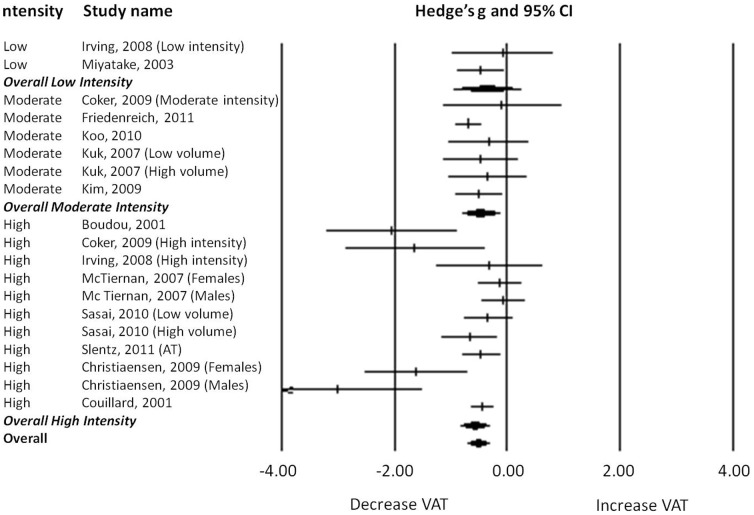 ntensity Study name Hedge's g and 95% CI
Low Irving, 2008 (Low intensity)
Low Miyatake, 2003
Overall Low Intensity
Moderate Coker, 2009 (Moderate intensity)
Moderate Friedenreich, 2011
Moderate Koo, 2010
Moderate Kuk, 2007 (Low volume)
Moderate Kuk, 2007 (High volume)
Moderate Kim, 2009
Overall Moderate Intensity
High Boudou, 2001
High Coker, 2009 (High intensity)
High Irving, 2008 (High intensity)
High McTiernan, 2007 (Females)
High Mc Tiernan, 2007 (Males)
High Sasai, 2010 (Low volume)
High Sasai, 2010 (High volume)
High Slentz, 2011 (AT)
High Christiaensen, 2009 (Females)
High Christiaensen, 2009 (Males)
High Couillard, 2001
Overall High Intensity
Overall
-4.00 -2.00 0.00 2.00 4.00
Decrease VAT Increase VAT